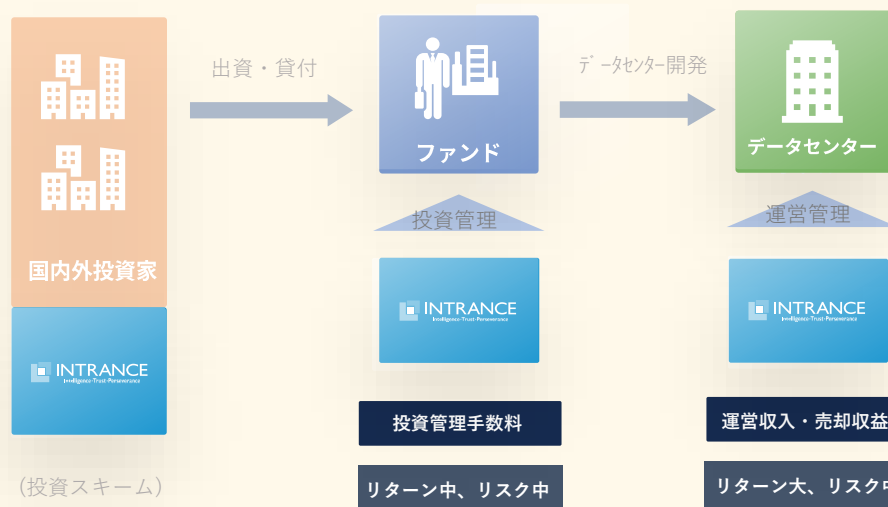 出資・貸付
データセンター開発
ファンド
データセンター
投資管理
運営管理
国内外投資家
INTRANCE
Intelligence・Trust・Perseverance
INTRANCE
Intelligence・Trust・Perseverance
INTRANCE
Intelligence・Trust・Perseverance
投資管理手数料
運営収入・売却収益
(投資スキーム)
リターン中、リスク中
リターン大、リスク中